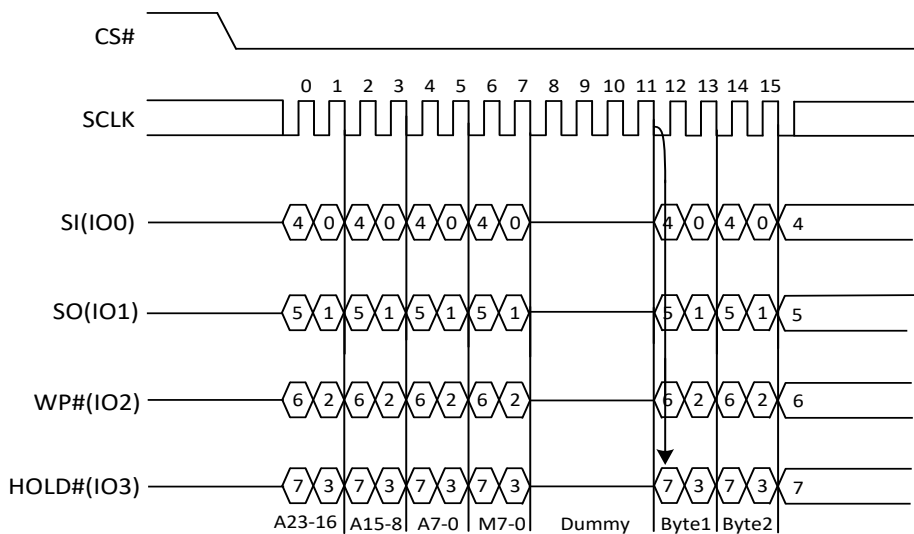 CS#
0 1 2 3 4 5 6 7 8 9 10 11 12 13 14 15
SCLK
SI(IO0) 4 0 4 0 4 0 4 0 4 0 4 0 4
SO(IO1) 5 1 5 1 5 1 5 1 5 1 5 1 5
WP#(IO2) 6 2 6 2 6 2 6 2 6 2 6 2 6
HOLD#(IO3) 7 3 7 3 7 3 7 3 7 3 7 3 7
A23-16 A15-8 A7-0 M7-0 Dummy Byte1 Byte2